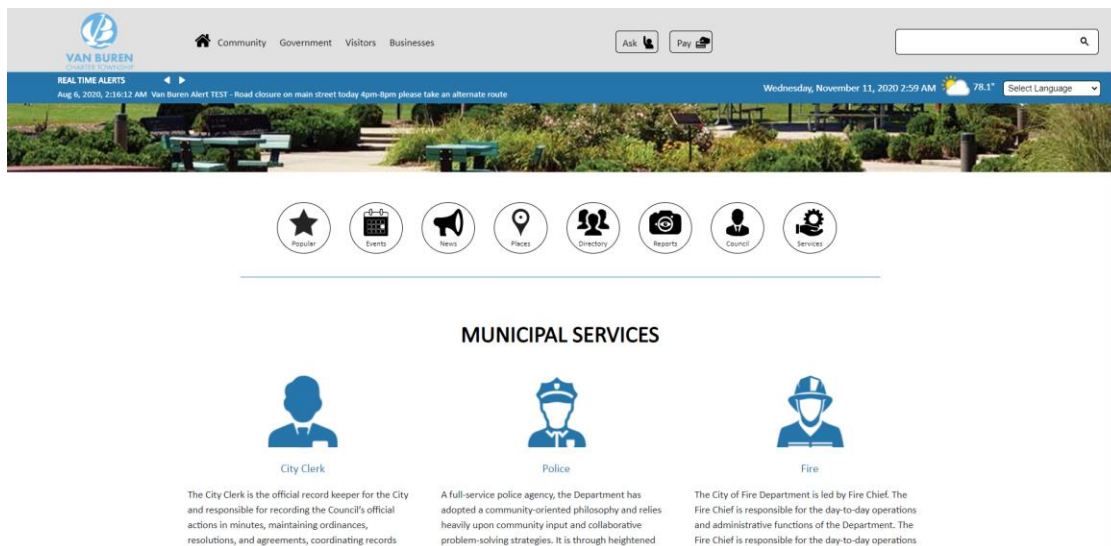 VAN BUREN
CHARTER TOWNSHIP
Community Government Visitors Businesses
Ask
Pay
REAL TIME ALERTS
Aug 6, 2020, 2:16:12 AM Van Buren Alert TEST - Road closure on main street today 4pm-8pm please take an alternate route
Wednesday, November 11, 2020 2:59 AM
78.1°
Select Language
Popular
Events
News
Places
Directory
Reports
Council
Services
MUNICIPAL SERVICES
City Clerk
The City Clerk is the official record keeper for the City
and responsible for recording the Council's official
actions in minutes, maintaining ordinances,
resolutions, and agreements, coordinating records
Police
A full-service police agency, the Department has
adopted a community-oriented philosophy and relies
heavily upon community input and collaborative
problem-solving strategies. It is through heightened
Fire
The City of Fire Department is led by Fire Chief. The
Fire Chief is responsible for the day-to-day operations
and administrative functions of the Department. The
Fire Chief is responsible for the day-to-day operations